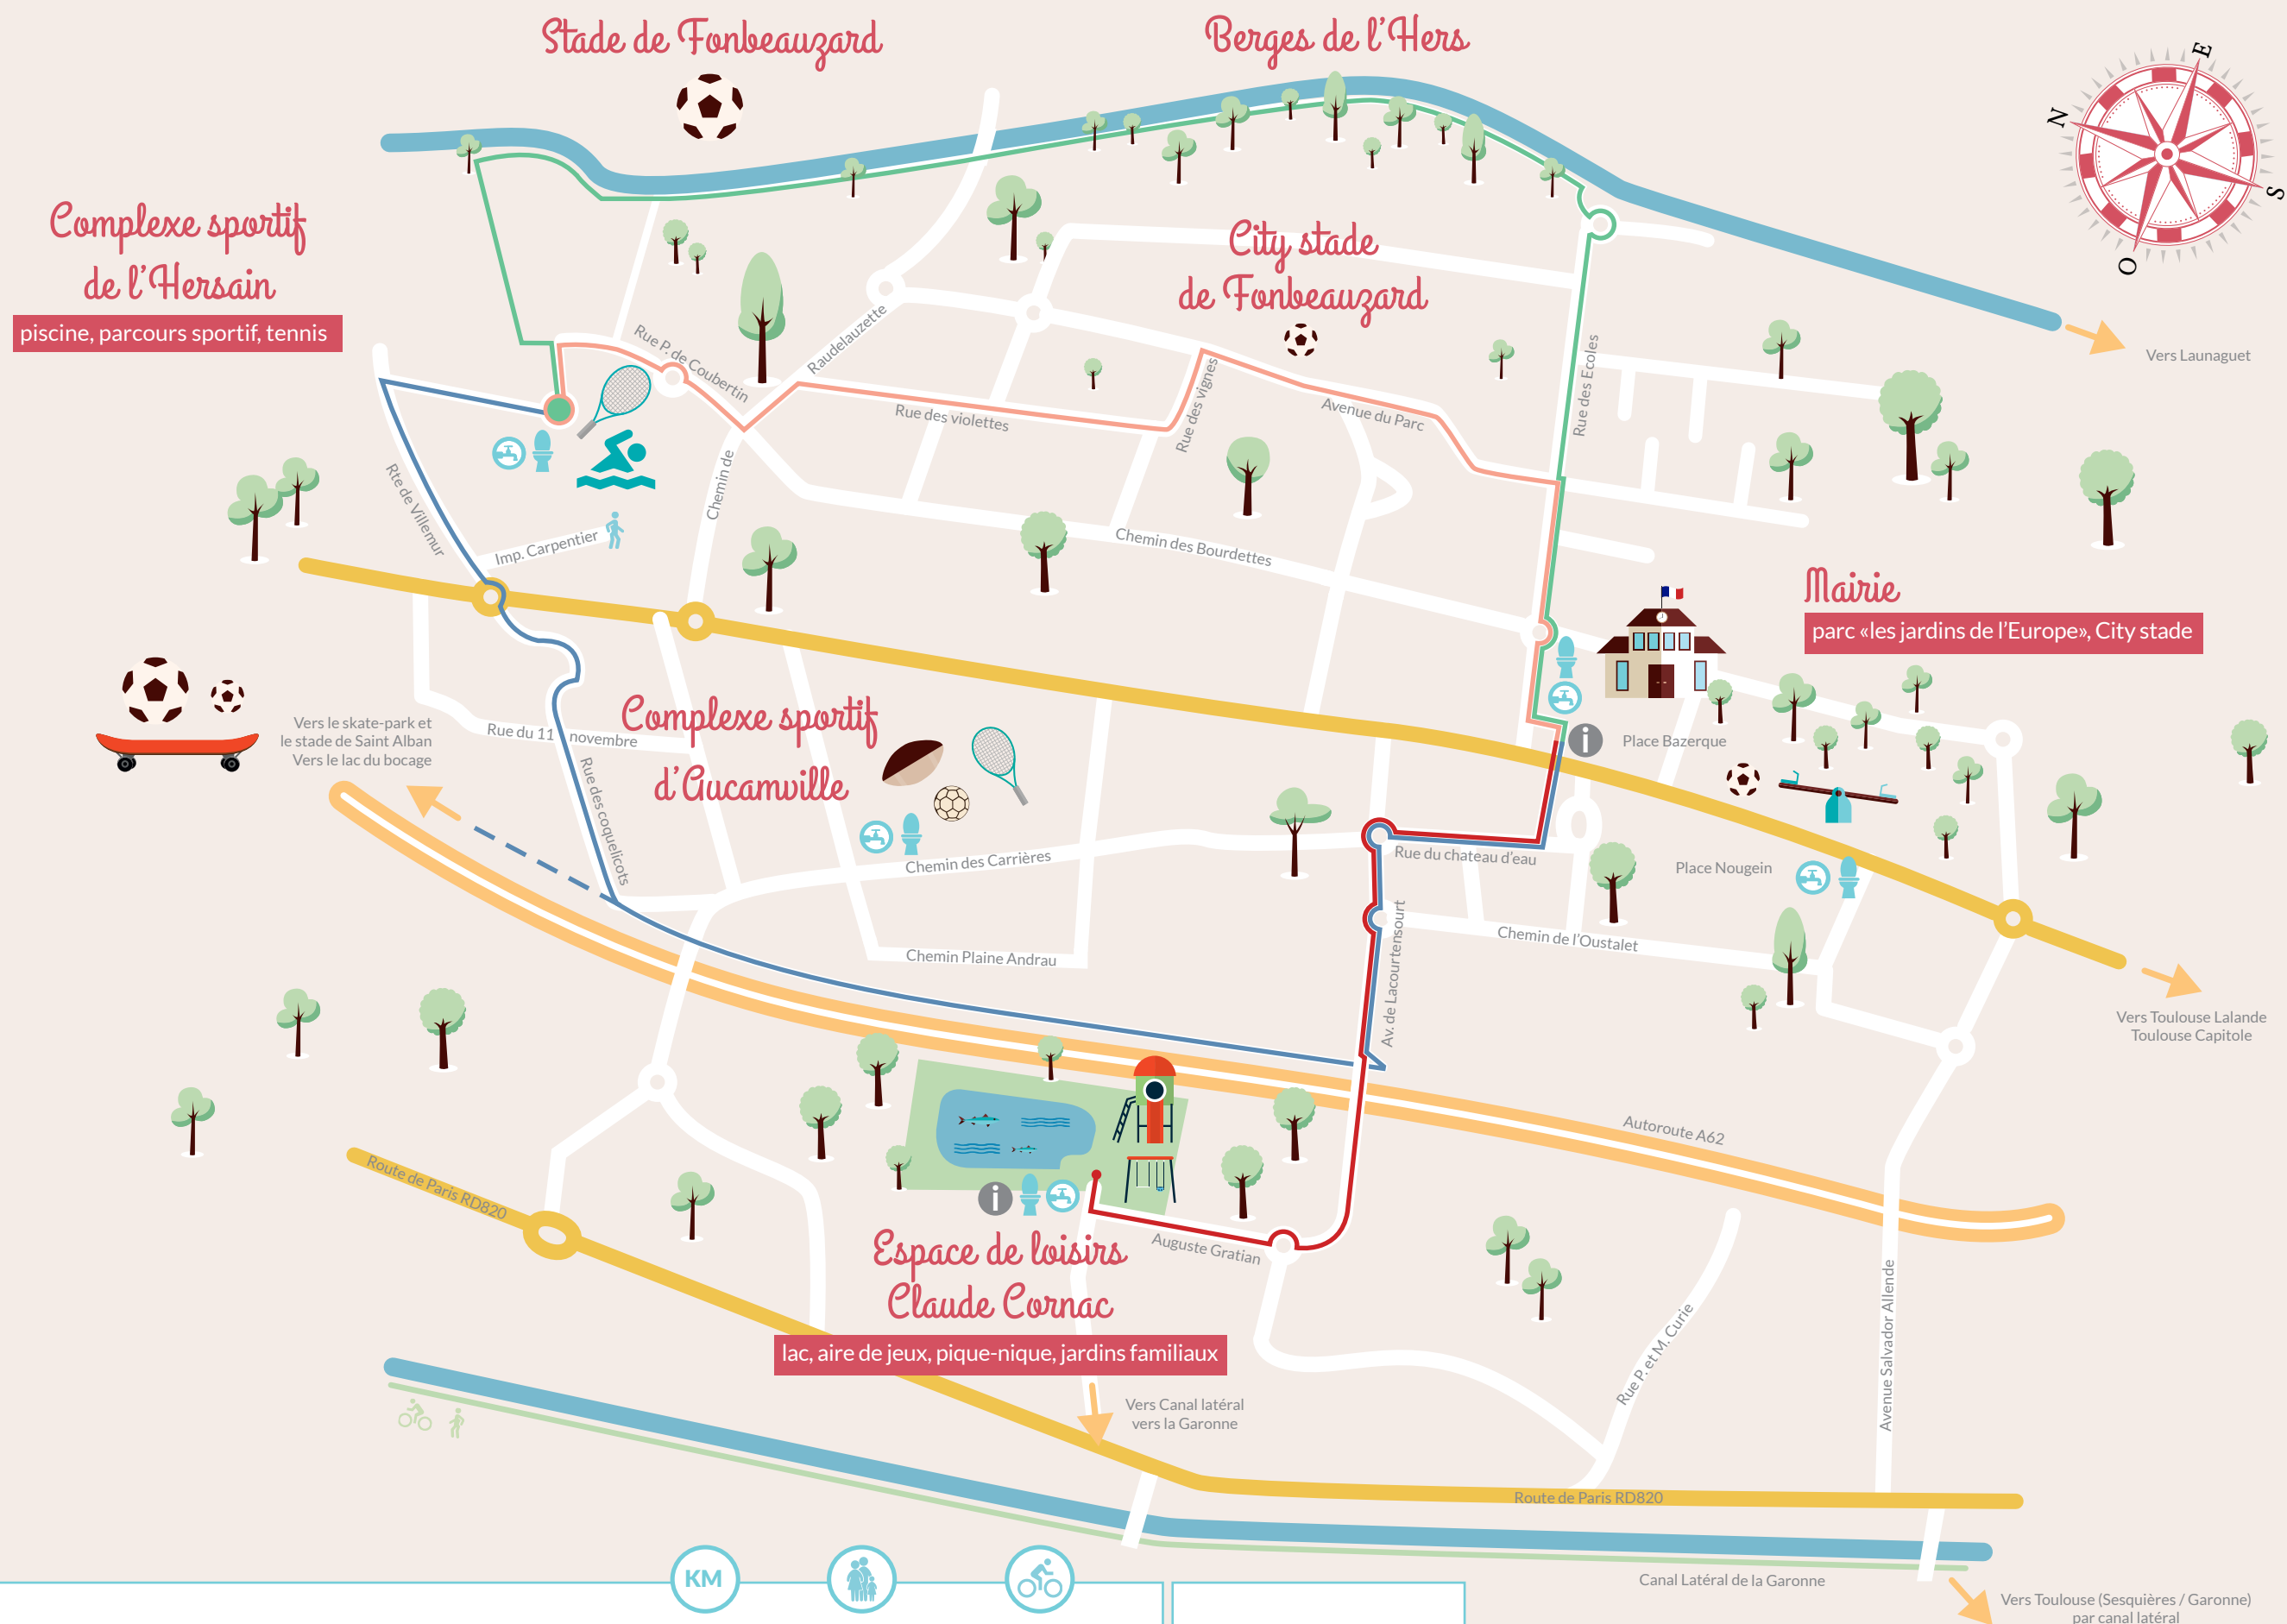 Stade de Fonbeauzard
Berges de l'Hers
E
N
S
O
Complexe sportif
de l'Hersain
piscine, parcours sportif, tennis
City stade
de Fonbeauzard
Vers Launaguet
Rue P. de Coubertin
Raudelauzette
Rue des violettes
Rue des vignes
Avenue du Parc
Rue des Ecoles
Rte de Villemur
Chemin de
Imp. Carpentier
Chemin des Bourdettes
Mairie
parc «les jardins de l'Europe», City stade
Vers le skate-park et
le stade de Saint Alban
Vers le lac du bocage
Rue du 11 novembre
Complexe sportif
d'Aucamville
i
Place Bazerque
Rue des coquelicots
Chemin des Carrières
Rue du chateau d'eau
Place Nougein
Chemin Plaine Andrau
Av. de Lacourtensourt
Chemin de l'Oustalet
Vers Toulouse Lalande
Toulouse Capitole
Autoroute A62
Route de Paris RD820
i
Auguste Gratian
Espace de loisirs
Claude Cornac
lac, aire de jeux, pique-nique, jardins familiaux
Rue P. et M. Curie
Avenue Salvador Allende
Vers Canal latéral
vers la Garonne
Route de Paris RD820
KM
Canal Latéral de la Garonne
Vers Toulouse (Sesquières / Garonne)
par canal latéral